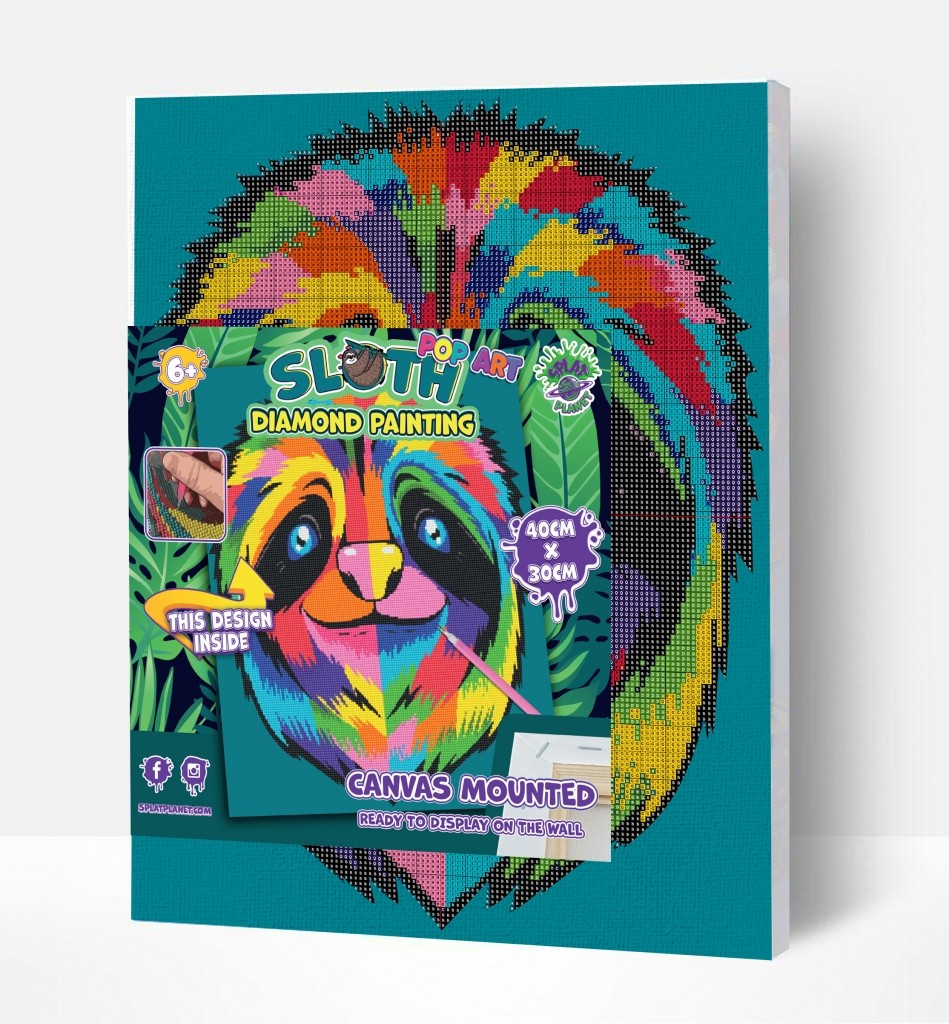 6+
SLOTH
POP ART
SPLAT
PLANET
DIAMOND PAINTING
40CM
X
30CM
THIS DESIGN
INSIDE
CANVAS MOUNTED
READY TO DISPLAY ON THE WALL
SPLATPLANET.COM